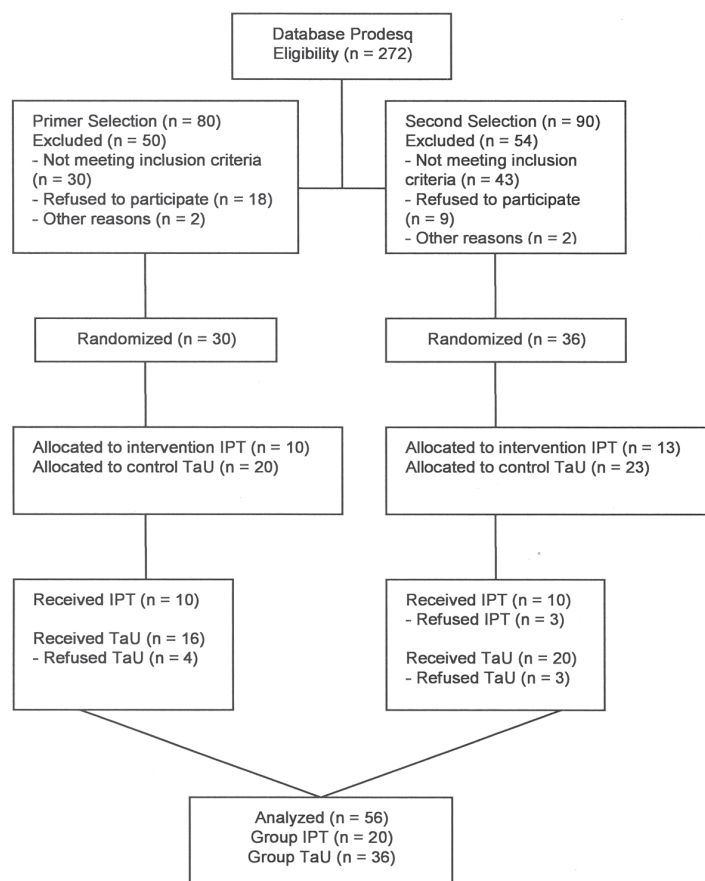 Database Prodesq
Eligibility (n = 272)
Primer Selection (n = 80)
Excluded (n = 50)
- Not meeting inclusion criteria
(n = 30)
- Refused to participate (n = 18)
- Other reasons (n = 2)
Second Selection (n = 90)
Excluded (n = 54)
- Not meeting inclusion
criteria (n = 43)
- Refused to participate
(n = 9)
- Other reasons (n = 2)
Randomized (n = 30)
Randomized (n = 36)
Allocated to intervention IPT (n = 10)
Allocated to control TaU (n = 20)
Allocated to intervention IPT (n = 13)
Allocated to control TaU (n = 23)
Received IPT (n = 10)
Received TaU (n = 16)
- Refused TaU (n = 4)
Received IPT (n = 10)
- Refused IPT (n = 3)
Received TaU (n = 20)
- Refused TaU (n = 3)
Analyzed (n = 56)
Group IPT (n = 20)
Group TaU (n = 36)